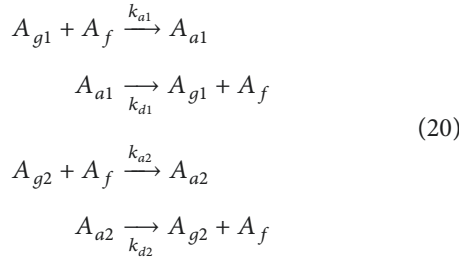 A_{g1} + A_f \xrightarrow{k_{a1}} A_{a1}
A_{a1} \xrightarrow[k_{d1}]{} A_{g1} + A_f
(20)
A_{g2} + A_f \xrightarrow{k_{a2}} A_{a2}
A_{a2} \xrightarrow[k_{d2}]{} A_{g2} + A_f